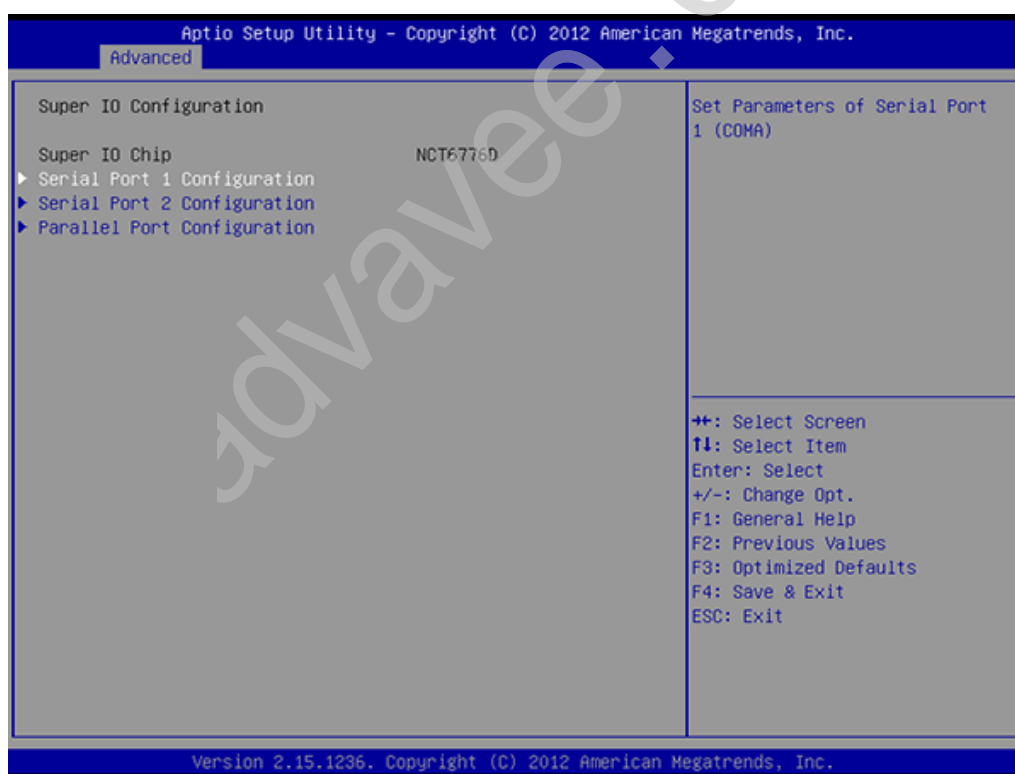 Aptio Setup Utility – Copyright (C) 2012 American Megatrends, Inc.
Advanced
Super IO Configuration
Super IO Chip NCT6776D
▶ Serial Port 1 Configuration
▶ Serial Port 2 Configuration
▶ Parallel Port Configuration
Set Parameters of Serial Port
1 (COMA)
→←: Select Screen
↑↓: Select Item
Enter: Select
+/-: Change Opt.
F1: General Help
F2: Previous Values
F3: Optimized Defaults
F4: Save & Exit
ESC: Exit
Version 2.15.1236. Copyright (C) 2012 American Megatrends, Inc.
advavee.